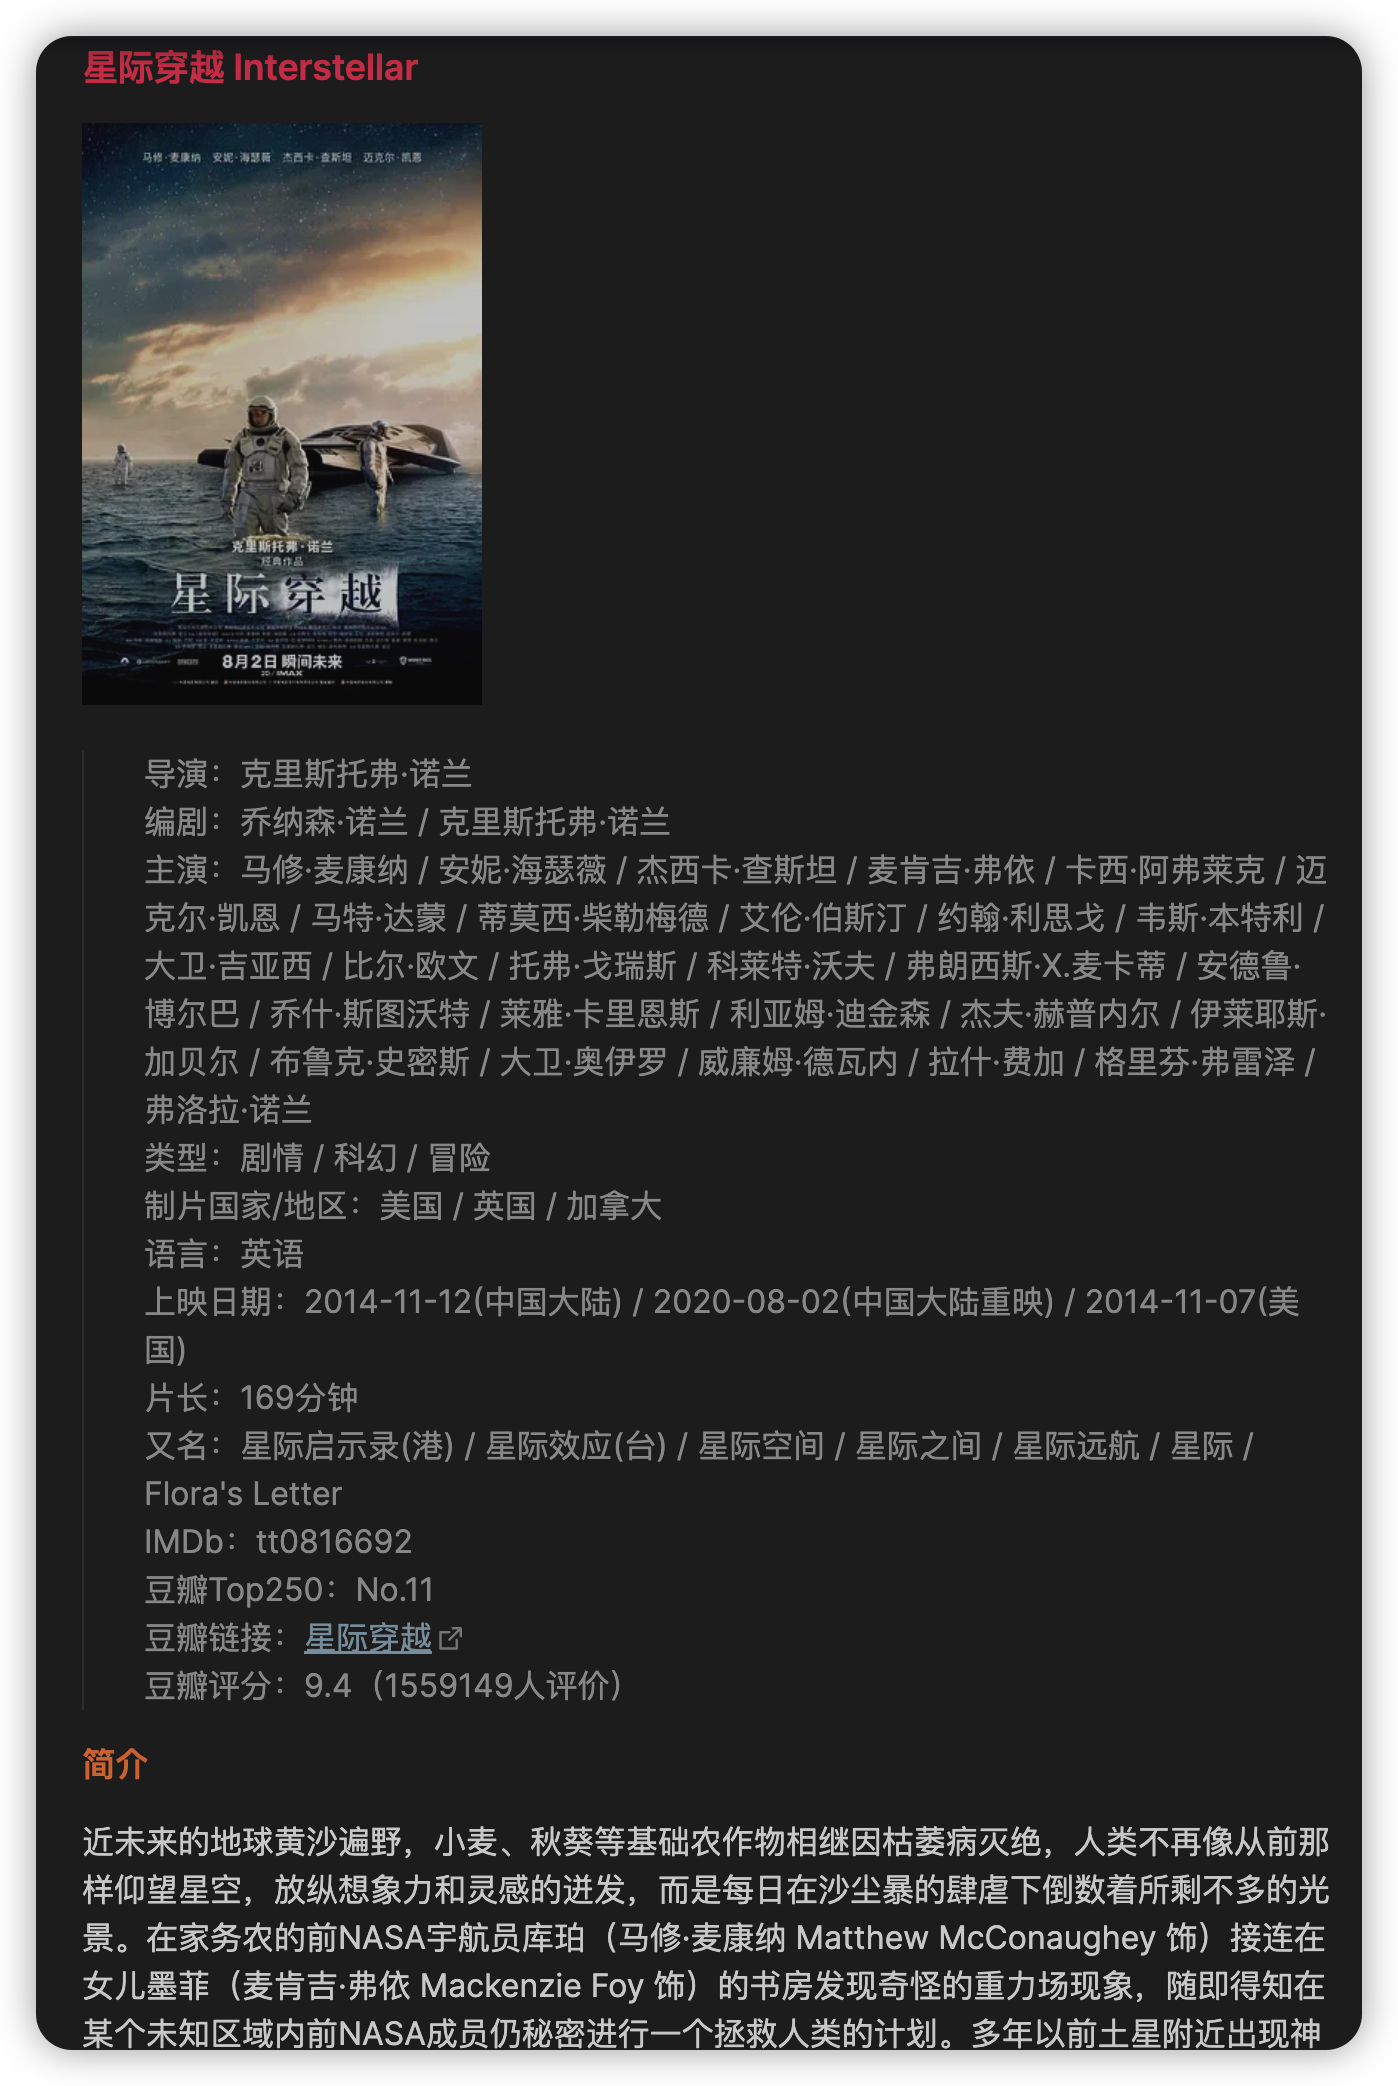 星际穿越 Interstellar
马修·麦康纳 安妮·海瑟薇 杰西卡·查斯坦 迈克尔·凯恩
克里斯托弗·诺兰
经典作品
星际穿越
8月2日 瞬间未来
2D/IMAX
导演：克里斯托弗·诺兰
编剧：乔纳森·诺兰 / 克里斯托弗·诺兰
主演：马修·麦康纳 / 安妮·海瑟薇 / 杰西卡·查斯坦 / 麦肯吉·弗依 / 卡西·阿弗莱克 / 迈
克尔·凯恩 / 马特·达蒙 / 蒂莫西·柴勒梅德 / 艾伦·伯斯汀 / 约翰·利思戈 / 韦斯·本特利 /
大卫·吉亚西 / 比尔·欧文 / 托弗·戈瑞斯 / 科莱特·沃夫 / 弗朗西斯·X.麦卡蒂 / 安德鲁·
博尔巴 / 乔什·斯图沃特 / 莱雅·卡里恩斯 / 利亚姆·迪金森 / 杰夫·赫普内尔 / 伊莱耶斯·
加贝尔 / 布鲁克·史密斯 / 大卫·奥伊罗 / 威廉姆·德瓦内 / 拉什·费加 / 格里芬·弗雷泽 /
弗洛拉·诺兰
类型：剧情 / 科幻 / 冒险
制片国家/地区：美国 / 英国 / 加拿大
语言：英语
上映日期：2014-11-12(中国大陆) / 2020-08-02(中国大陆重映) / 2014-11-07(美
国)
片长：169分钟
又名：星际启示录(港) / 星际效应(台) / 星际空间 / 星际之间 / 星际远航 / 星际 /
Flora's Letter
IMDb：tt0816692
豆瓣Top250：No.11
豆瓣链接：星际穿越
豆瓣评分：9.4（1559149人评价）
简介
近未来的地球黄沙遍野，小麦、秋葵等基础农作物相继因枯萎病灭绝，人类不再像从前那
样仰望星空，放纵想象力和灵感的迸发，而是每日在沙尘暴的肆虐下倒数着所剩不多的光
景。在家务农的前NASA宇航员库珀（马修·麦康纳 Matthew McConaughey 饰）接连在
女儿墨菲（麦肯吉·弗依 Mackenzie Foy 饰）的书房发现奇怪的重力场现象，随即得知在
某个未知区域内前NASA成员仍秘密进行一个拯救人类的计划。多年以前土星附近出现神